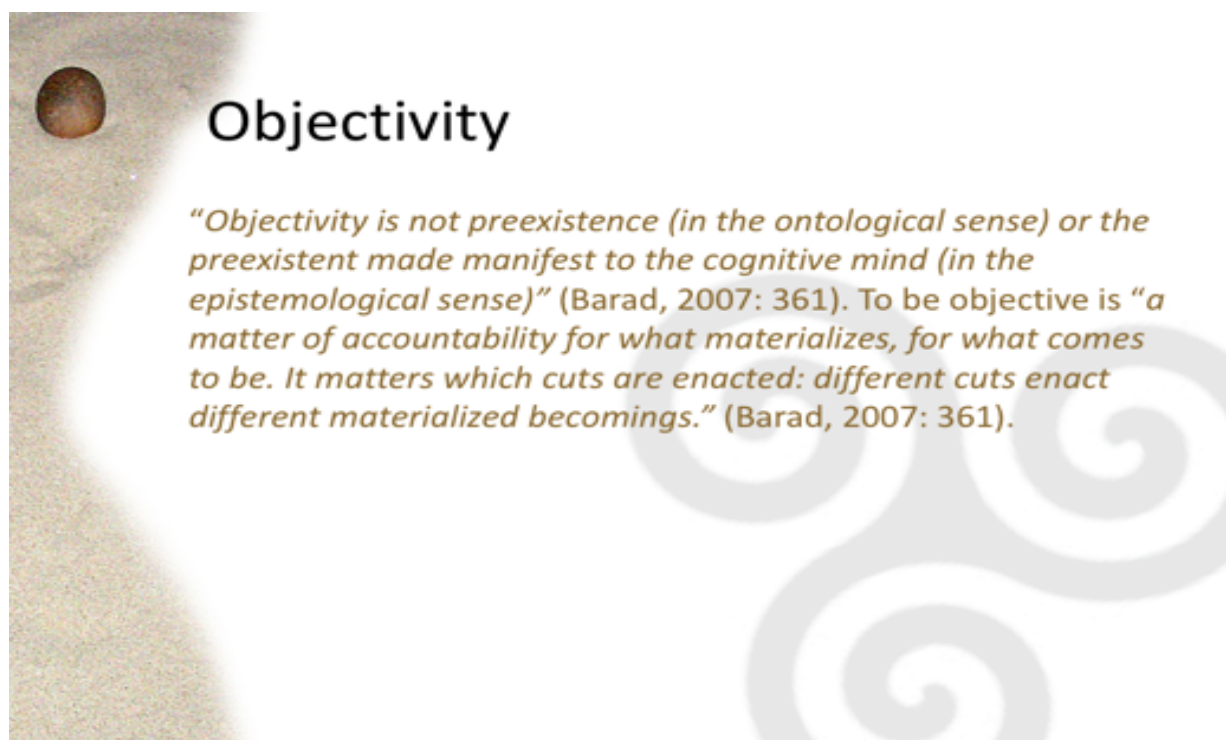 Objectivity
“Objectivity is not preexistence (in the ontological sense) or the
preexistent made manifest to the cognitive mind (in the
epistemological sense)” (Barad, 2007: 361). To be objective is “a
matter of accountability for what materializes, for what comes
to be. It matters which cuts are enacted: different cuts enact
different materialized becomings.” (Barad, 2007: 361).